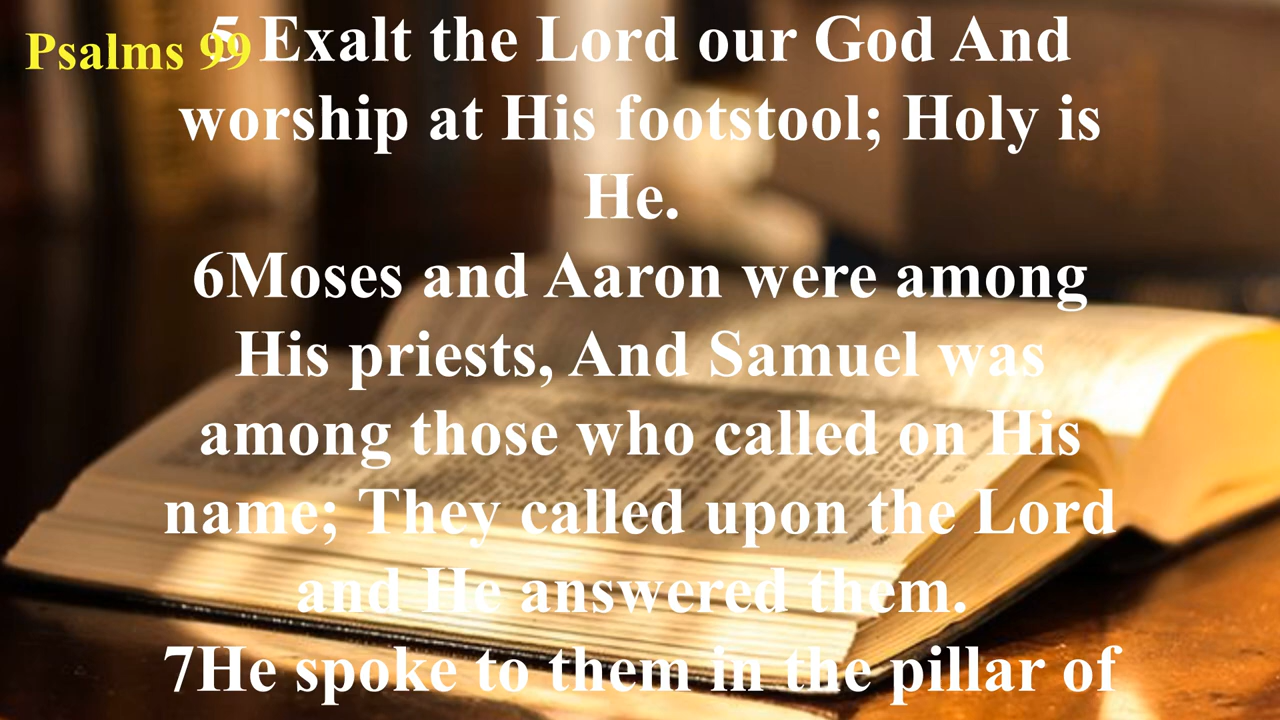 Psalms 99
5 Exalt the Lord our God And
worship at His footstool; Holy is
He.
6Moses and Aaron were among
His priests, And Samuel was
among those who called on His
name; They called upon the Lord
and He answered them.
7He spoke to them in the pillar of